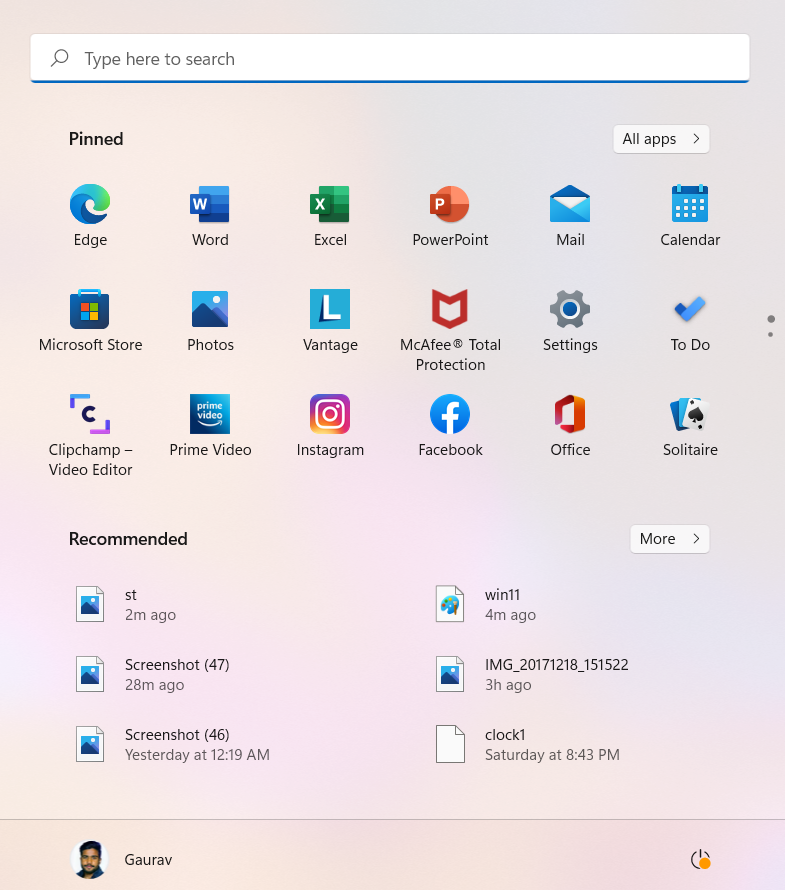 Type here to search
Pinned
All apps
Edge
Word
Excel
PowerPoint
Mail
Calendar
Microsoft Store
Photos
Vantage
McAfee® Total
Protection
Settings
To Do
prime
video
Clipchamp –
Video Editor
Prime Video
Instagram
Facebook
Office
Solitaire
Recommended
More
st
2m ago
win11
4m ago
Screenshot (47)
28m ago
IMG_20171218_151522
3h ago
Screenshot (46)
Yesterday at 12:19 AM
clock1
Saturday at 8:43 PM
Gaurav